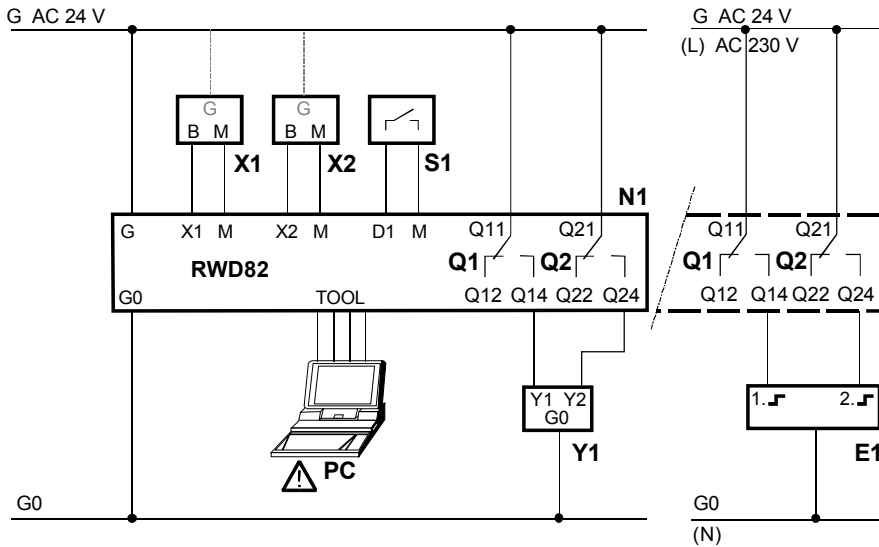 G AC 24 V G AC 24 V
(L) AC 230 V
G G
B M B M
X1 X2 S1
N1
G X1 M X2 M D1 M Q11 Q21 Q11 Q21
RWD82 Q1 Q2 Q1 Q2
G0 TOOL Q12 Q14 Q22 Q24 Q12 Q14 Q22 Q24
Y1 Y2 1. 2.
G0
Y1 E1
PC
G0 G0
(N)